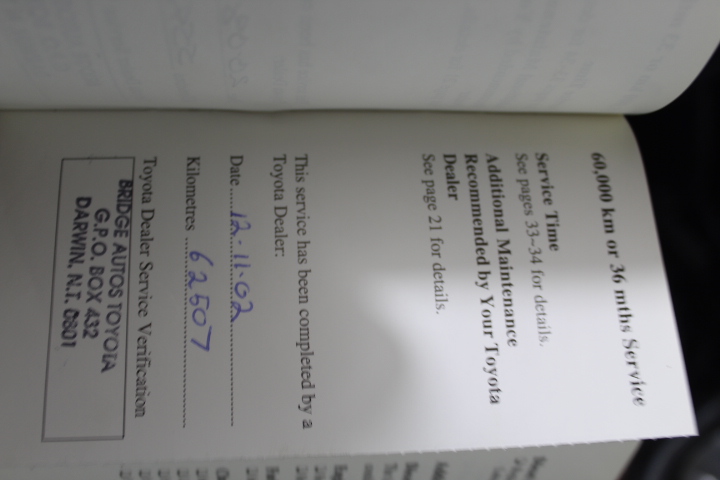 60,000 km or 36 mths Service
Service Time
See pages 33–34 for details.
Additional Maintenance
Recommended by Your Toyota
Dealer
See page 21 for details.
This service has been completed by a
Toyota Dealer:
Date.....12-11-02....................
Kilometres ...62507...................
Toyota Dealer Service Verification
BRIDGE AUTOS TOYOTA
G.P.O. BOX 432
DARWIN. N.T. 0801